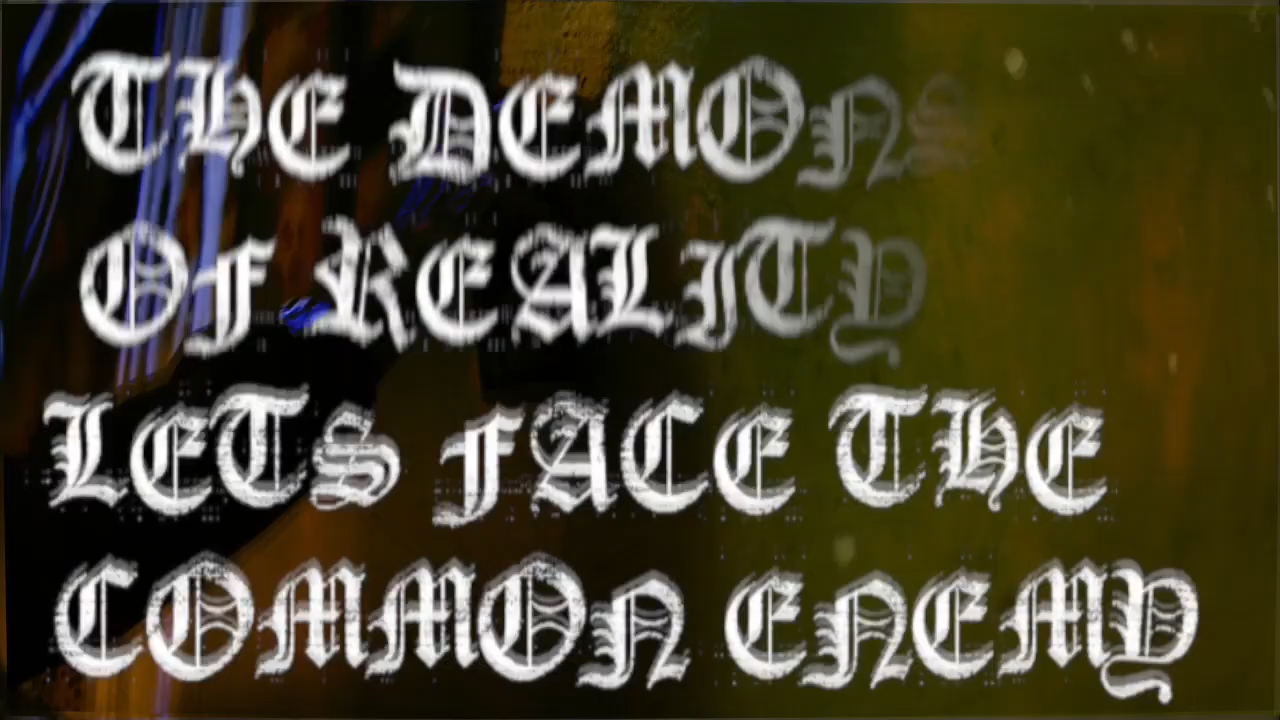 THE DEMONS
OF REALITY
LETS FACE THE
COMMON ENEMY